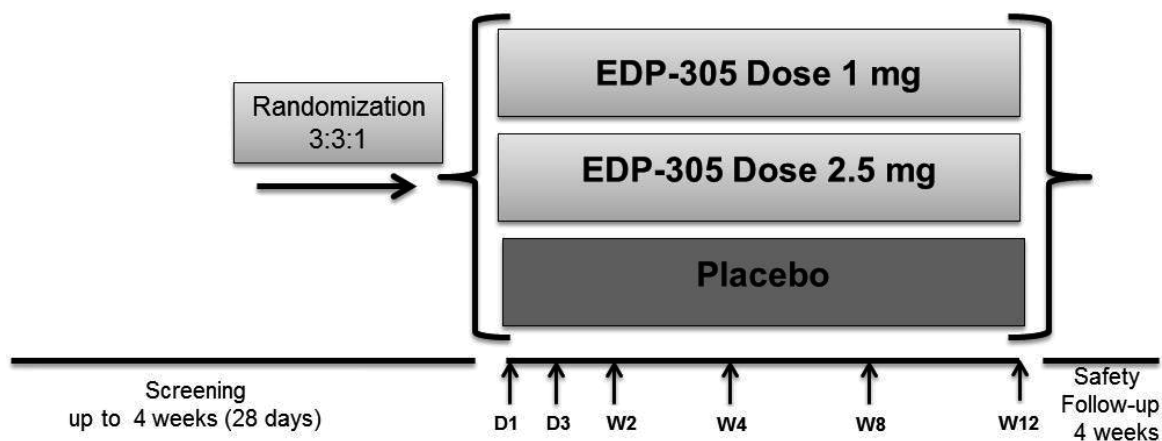 Randomization
3:3:1
EDP-305 Dose 1 mg
EDP-305 Dose 2.5 mg
Placebo
Screening
up to 4 weeks (28 days)
D1 D3 W2 W4 W8 W12
Safety
Follow-up
4 weeks